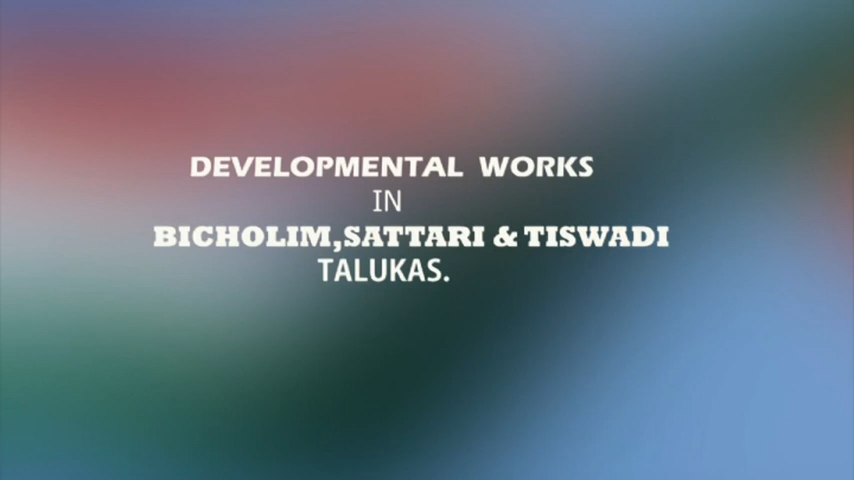 DEVELOPMENTAL WORKS
IN
BICHOLIM,SATTARI & TISWADI
TALUKAS.